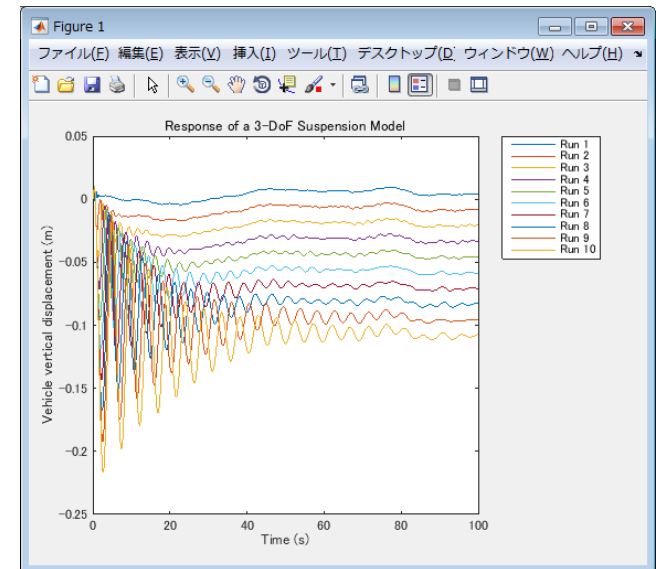 Figure 1
ファイル(F) 編集(E) 表示(V) 挿入(I) ツール(T) デスクトップ(D) ウィンドウ(W) ヘルプ(H)
Response of a 3-DoF Suspension Model
0.05
0
-0.05
-0.1
-0.15
-0.2
-0.25
Vehicle vertical displacement (m)
0 20 40 60 80 100
Time (s)
Run 1
Run 2
Run 3
Run 4
Run 5
Run 6
Run 7
Run 8
Run 9
Run 10